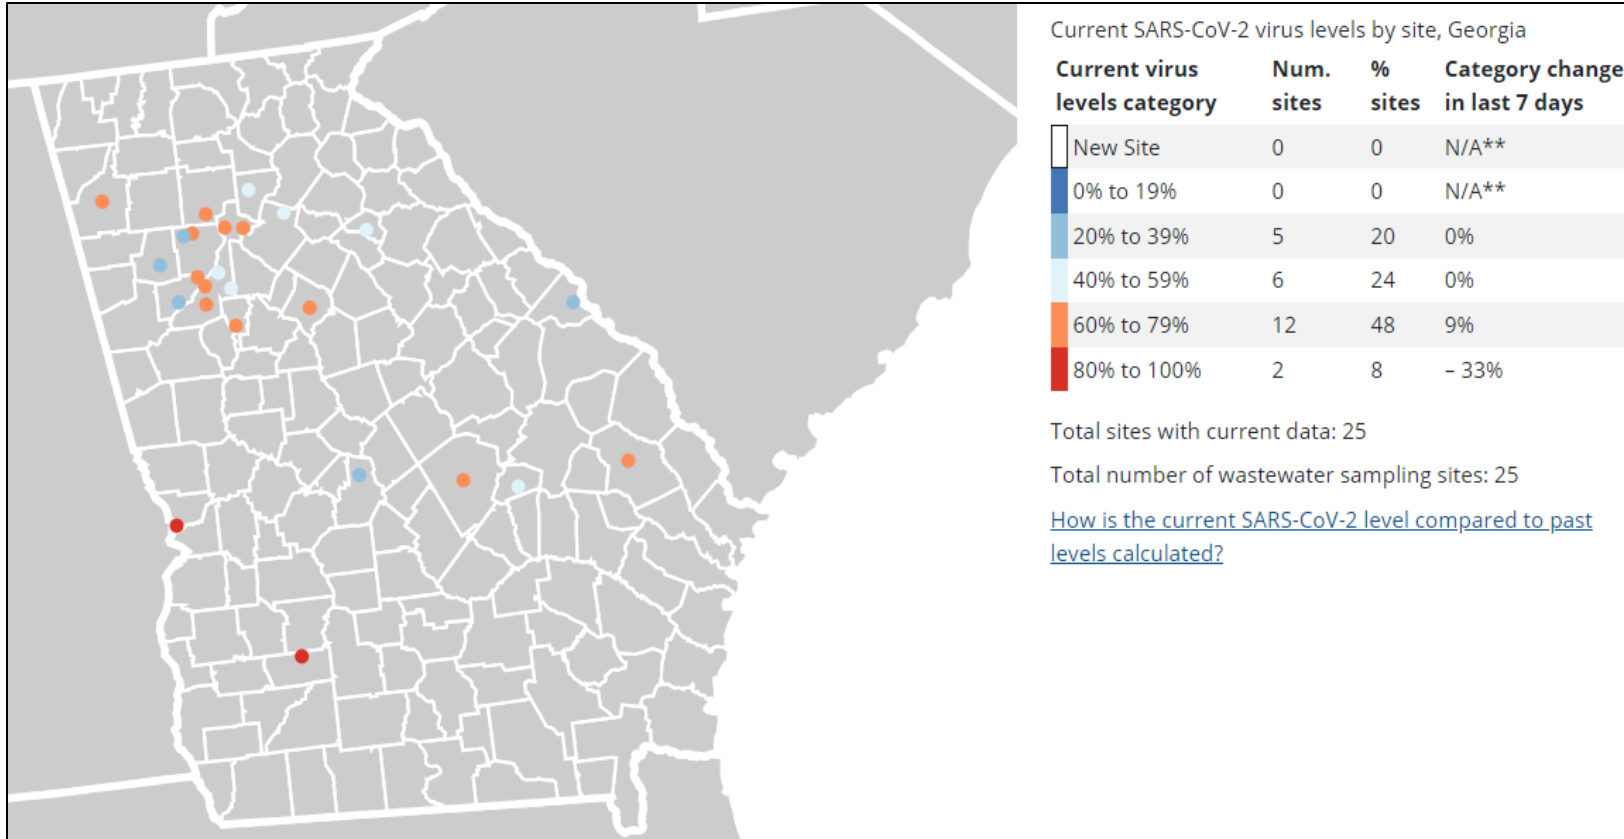 Current SARS-CoV-2 virus levels by site, Georgia
Current virus levels category Num. sites % sites Category change in last 7 days
New Site 0 0 N/A**
0% to 19% 0 0 N/A**
20% to 39% 5 20 0%
40% to 59% 6 24 0%
60% to 79% 12 48 9%
80% to 100% 2 8 – 33%
Total sites with current data: 25
Total number of wastewater sampling sites: 25
How is the current SARS-CoV-2 level compared to past
levels calculated?